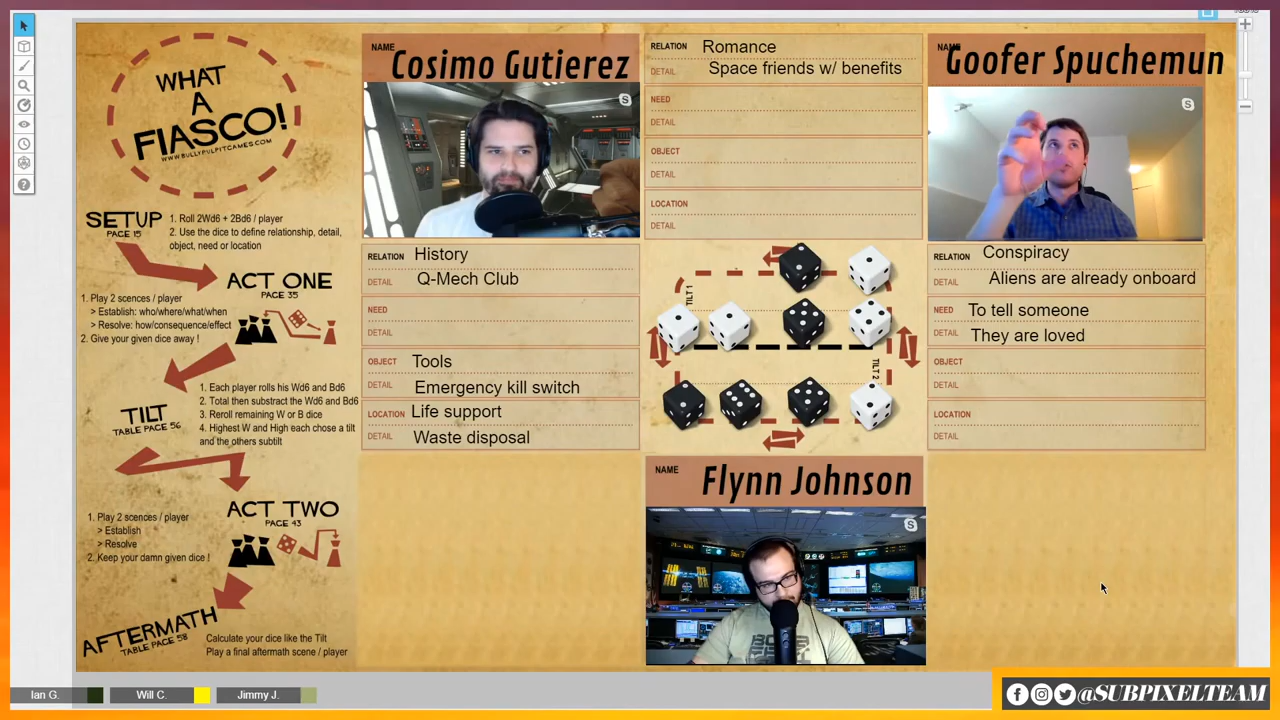 WHAT
A
FIASCO!
WWW.BULLYPULPITGAMES.COM
SETUP
PAGE 15
1. Roll 2Wd6 + 2Bd6 / player
2. Use the dice to define relationship, detail,
object, need or location
ACT ONE
PAGE 35
1. Play 2 scences / player
> Establish: who/where/what/when
> Resolve: how/consequence/effect
2. Give your given dice away !
TILT
TABLE PAGE 56
1. Each player rolls his Wd6 and Bd6
2. Total then substract the Wd6 and Bd6
3. Reroll remaining W or B dice
4. Highest W and High each chose a tilt
and the others subtilt
ACT TWO
PAGE 43
1. Play 2 scences / player
> Establish
> Resolve
2. Keep your damn given dice !
AFTERMATH
TABLE PAGE 58
Calculate your dice like the Tilt
Play a final aftermath scene / player
NAME
Cosimo Gutierez
RELATION Romance
DETAIL Space friends w/ benefits
NEED
DETAIL
OBJECT
DETAIL
LOCATION
DETAIL
NAME
Goofer Spuchemun
RELATION History
DETAIL Q-Mech Club
NEED
DETAIL
OBJECT Tools
DETAIL Emergency kill switch
LOCATION Life support
DETAIL Waste disposal
TILT 1
TILT 2
RELATION Conspiracy
DETAIL Aliens are already onboard
NEED To tell someone
DETAIL They are loved
OBJECT
DETAIL
LOCATION
DETAIL
NAME
Flynn Johnson
Ian G.
Will C.
Jimmy J.
@SUBPIXELTEAM